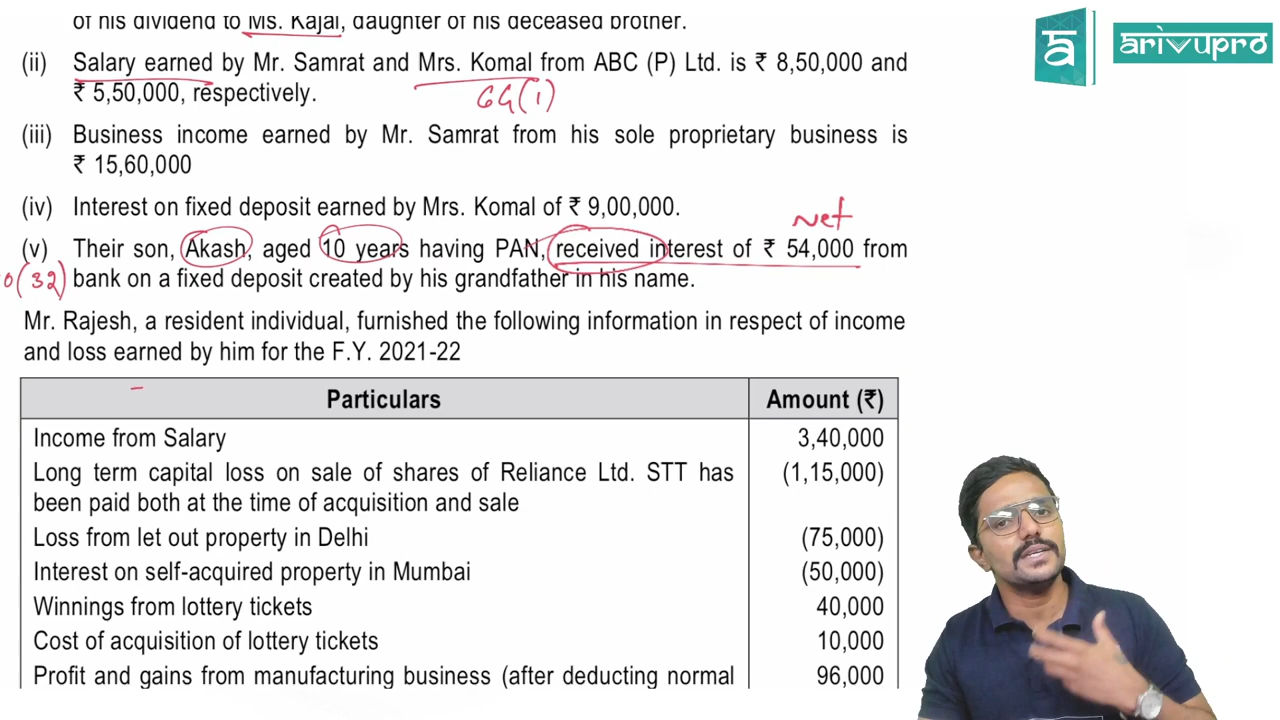 of his dividend to Ms. Kajal, daughter of his deceased brother.
ā
arivupro
(ii) Salary earned by Mr. Samrat and Mrs. Komal from ABC (P) Ltd. is ₹ 8,50,000 and
₹ 5,50,000, respectively.
64(1)
(iii) Business income earned by Mr. Samrat from his sole proprietary business is
₹ 15,60,000
(iv) Interest on fixed deposit earned by Mrs. Komal of ₹ 9,00,000.
Net
(v) Their son, Akash, aged 10 years having PAN, received interest of ₹ 54,000 from
0(32) bank on a fixed deposit created by his grandfather in his name.
Mr. Rajesh, a resident individual, furnished the following information in respect of income
and loss earned by him for the F.Y. 2021-22
Particulars Amount (₹)
Income from Salary 3,40,000
Long term capital loss on sale of shares of Reliance Ltd. STT has (1,15,000)
been paid both at the time of acquisition and sale
Loss from let out property in Delhi (75,000)
Interest on self-acquired property in Mumbai (50,000)
Winnings from lottery tickets 40,000
Cost of acquisition of lottery tickets 10,000
Profit and gains from manufacturing business (after deducting normal 96,000